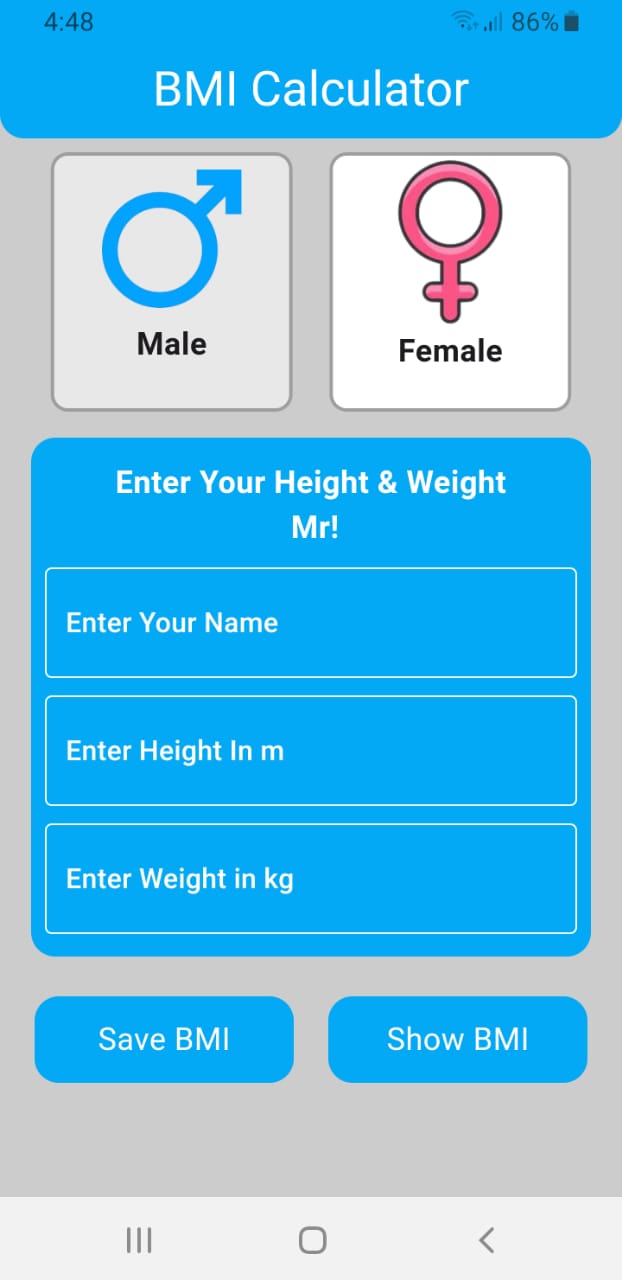 4:48
86%
BMI Calculator
Male
Female
Enter Your Height & Weight
Mr!
Enter Your Name
Enter Height In m
Enter Weight in kg
Save BMI
Show BMI